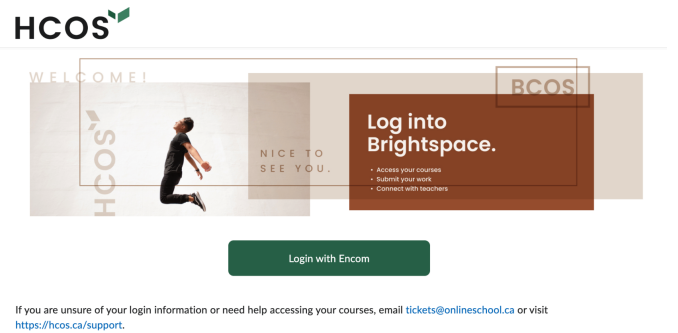 HCOS
WELCOME!
BCOS
HCOS
NICE TO
SEE YOU.
Log into
Brightspace.
• Access your courses
• Submit your work
• Connect with teachers
Login with Encom
If you are unsure of your login information or need help accessing your courses, email tickets@onlineschool.ca or visit
https://hcos.ca/support.